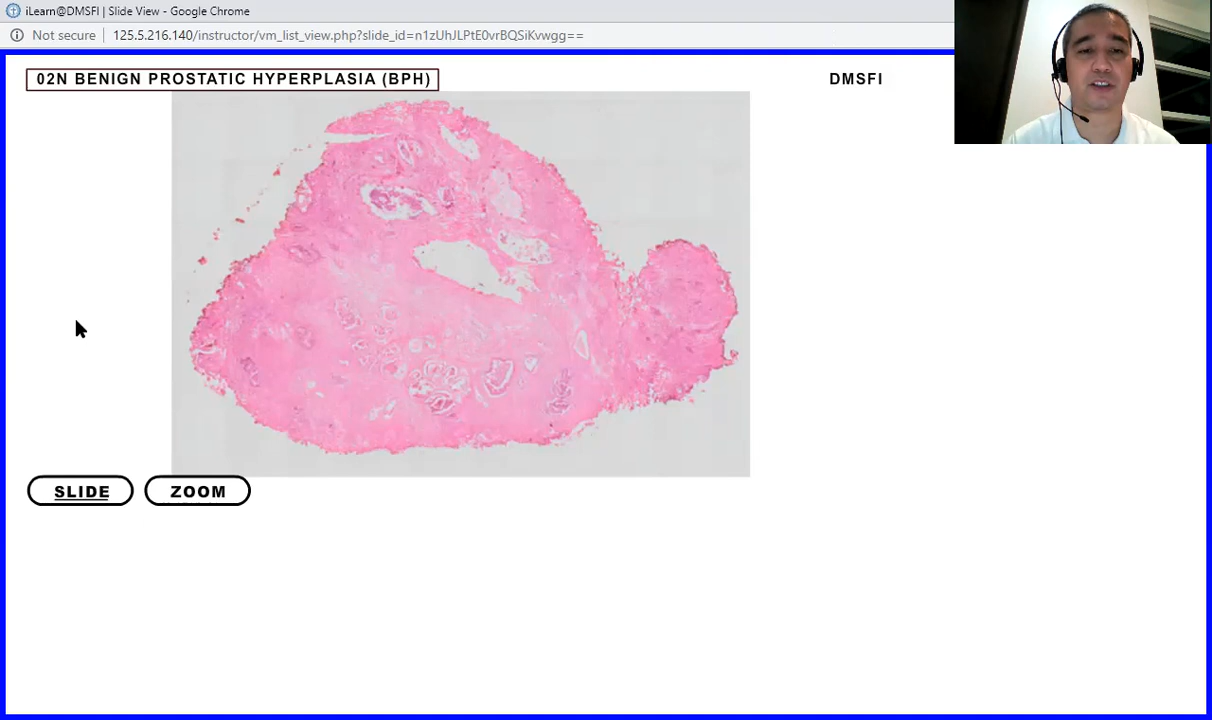 iLearn@DMSFI | Slide View - Google Chrome
Not secure 125.5.216.140/instructor/vm_list_view.php?slide_id=n1zUhJLPtE0vrBQSiKvwgg==
02N BENIGN PROSTATIC HYPERPLASIA (BPH)
DMSFI
SLIDE
ZOOM